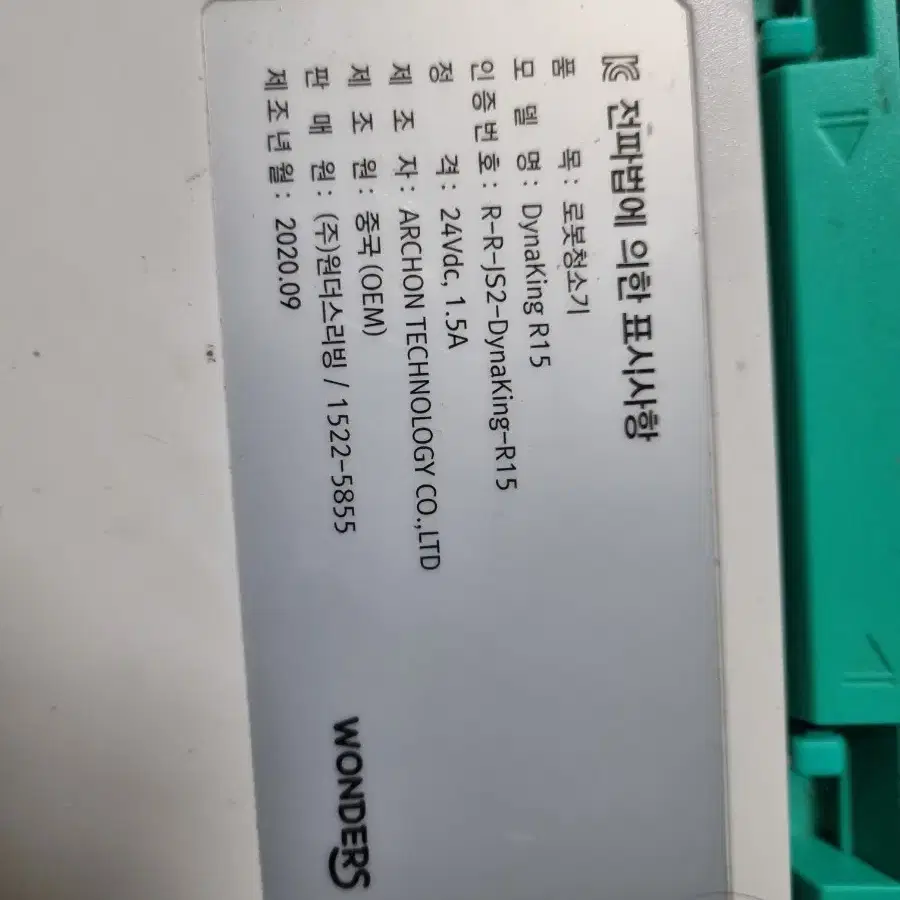 전파법에 의한 표시사항
품 목 : 로봇청소기
모 델 명 : DynaKing R15
인증번호 : R-R-JS2-DynaKing-R15
정 격 : 24Vdc, 1.5A
제 조 자 : ARCHON TECHNOLOGY CO.,LTD
제 조 원 : 중국 (OEM)
판 매 원 : (주)원더스리빙 / 1522-5855
제조년월 : 2020.09
WONDERS